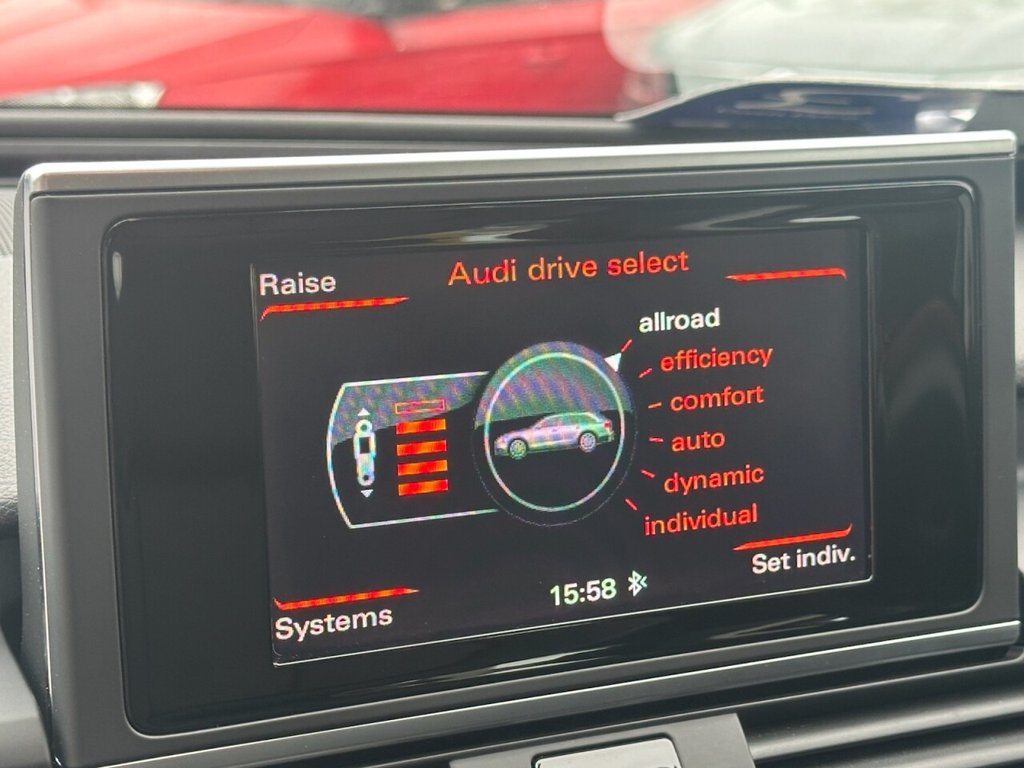 Raise
Audi drive select
allroad
efficiency
comfort
auto
dynamic
individual
Set indiv.
15:58
Systems